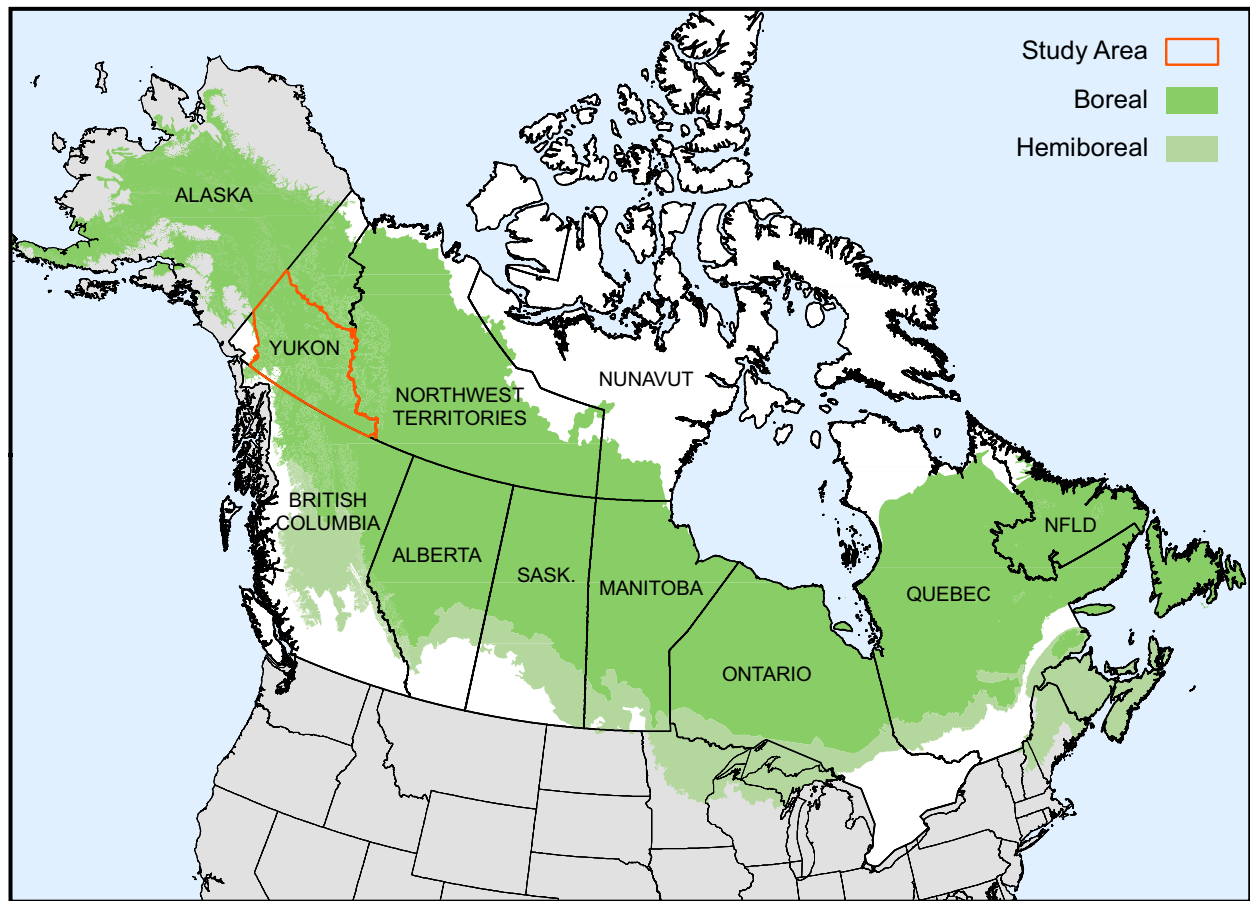 Study Area
Boreal
Hemiboreal
ALASKA
YUKON
NORTHWEST
TERRITORIES
NUNAVUT
BRITISH
COLUMBIA
ALBERTA
SASK.
MANITOBA
ONTARIO
QUEBEC
NFLD